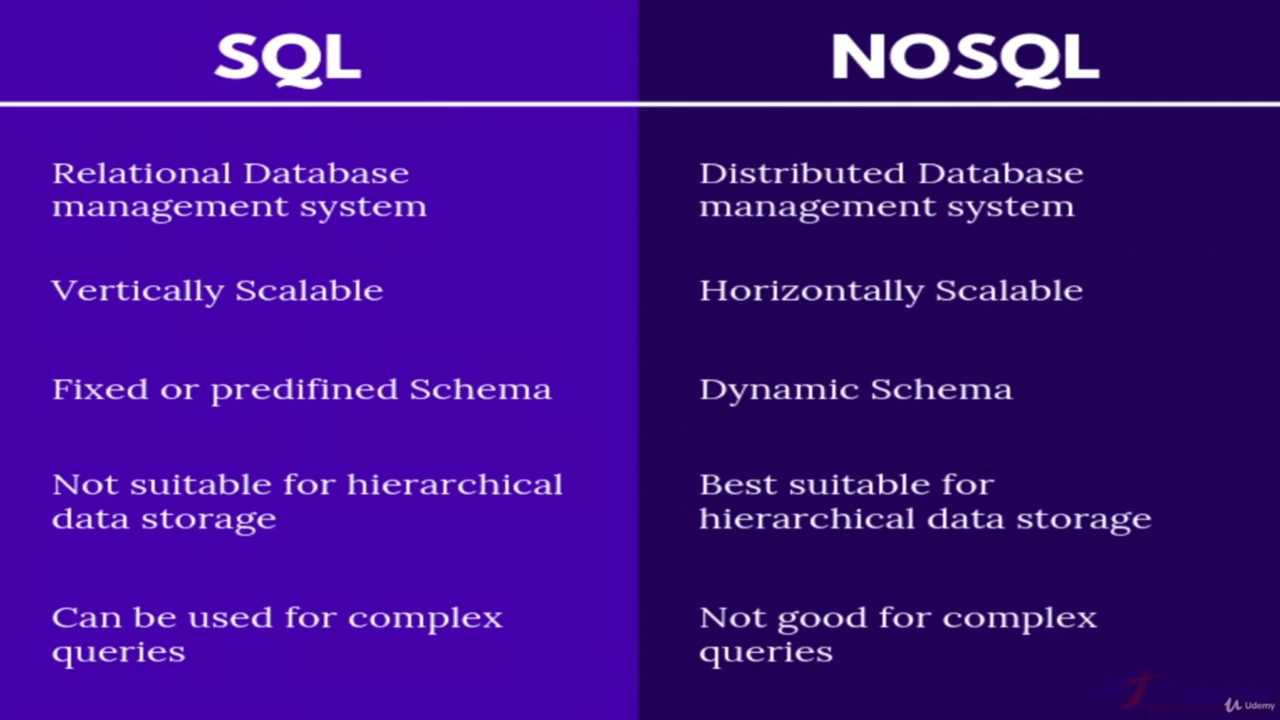 SQL
NOSQL
Relational Database
management system
Distributed Database
management system
Vertically Scalable
Horizontally Scalable
Fixed or predifined Schema
Dynamic Schema
Not suitable for hierarchical
data storage
Best suitable for
hierarchical data storage
Can be used for complex
queries
Not good for complex
queries
Udemy